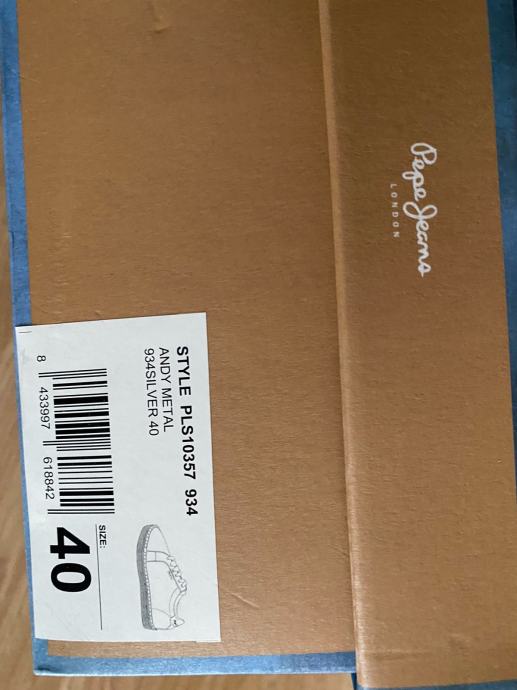 Pepe Jeans
LONDON
STYLE PLS10357 934
ANDY METAL
934SILVER 40
8 433997 618842
SIZE:
40